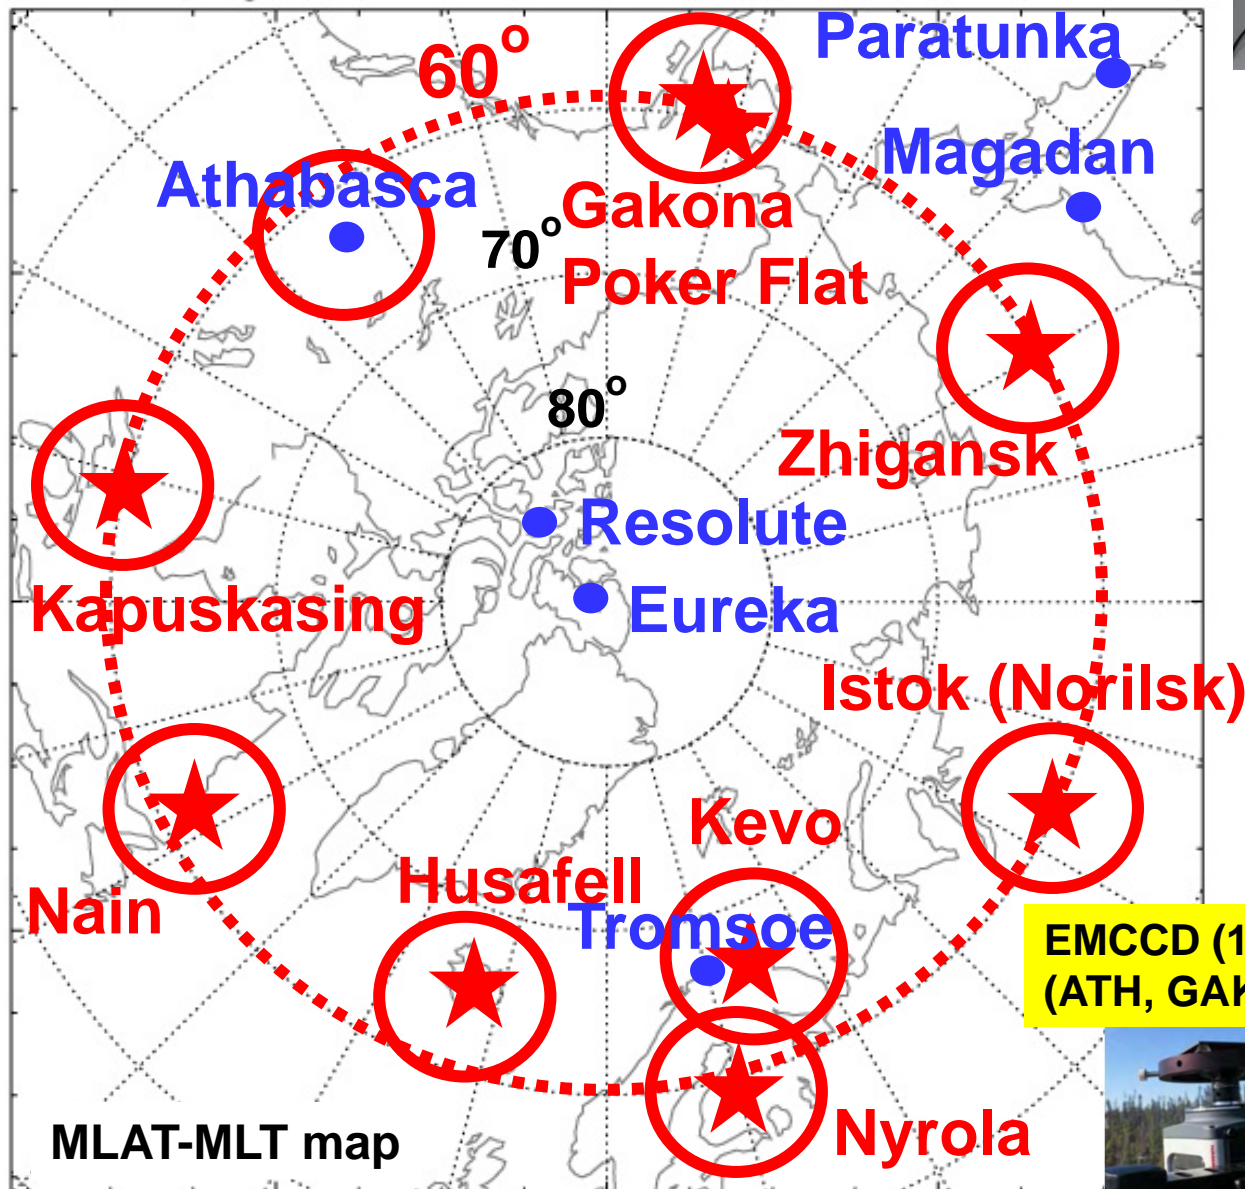 60°
Paratunka
Magadan
Athabasca
Gakona
70°
Poker Flat
80°
Zhigansk
Resolute
Kapuskasing
Eureka
Istok (Norilsk)
Kevo
Husafell
Nain
Tromsoe
EMCCD (1
(ATH, GAK
Nyrola
MLAT-MLT map